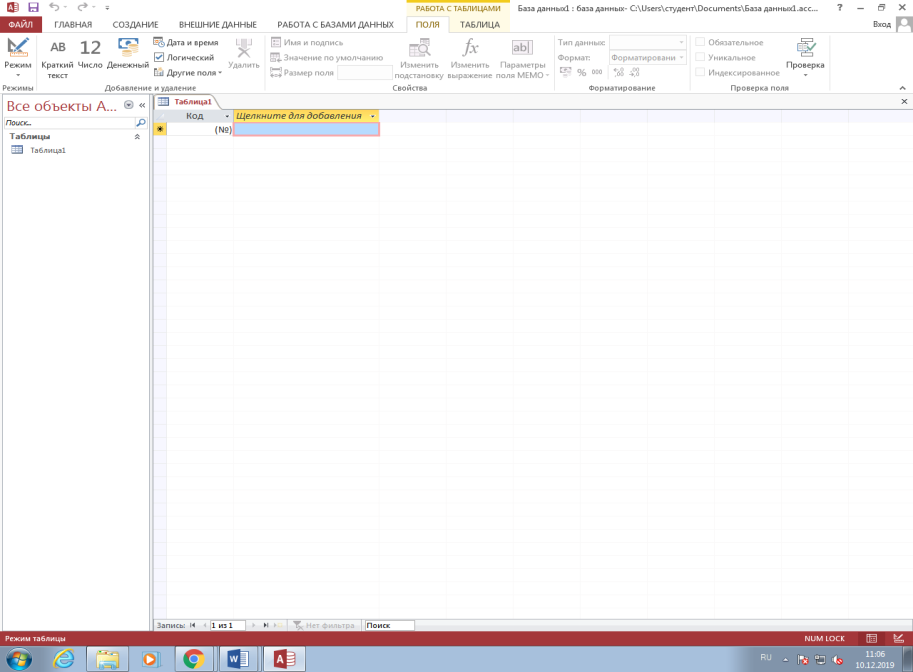 РАБОТА С ТАБЛИЦАМИ База данных1 : база данных- C:\Users\студент\Documents\База данных1.acc... ?
ФАЙЛ ГЛАВНАЯ СОЗДАНИЕ ВНЕШНИЕ ДАННЫЕ РАБОТА С БАЗАМИ ДАННЫХ ПОЛЯ ТАБЛИЦА Вход
Режим
AB
Краткий
текст
12
Число
Денежный
Дата и время
Логический
Другие поля
Удалить
Имя и подпись
Значение по умолчанию
Размер поля
Изменить
подстановку
fx
Изменить
выражение
ab|
Параметры
поля MEMO
Тип данных:
Формат: Форматировани
% 000 ,00 ,00
Обязательное
Уникальное
Индексированное
Проверка
Режимы Добавление и удаление Свойства Форматирование Проверка поля
Все объекты A... «
Поиск...
Таблицы
Таблица1
Таблица1
Код Щелкните для добавления
(№)
Запись: 1 из 1 Нет фильтра Поиск
Режим таблицы NUM LOCK
RU 11:06
10.12.2019